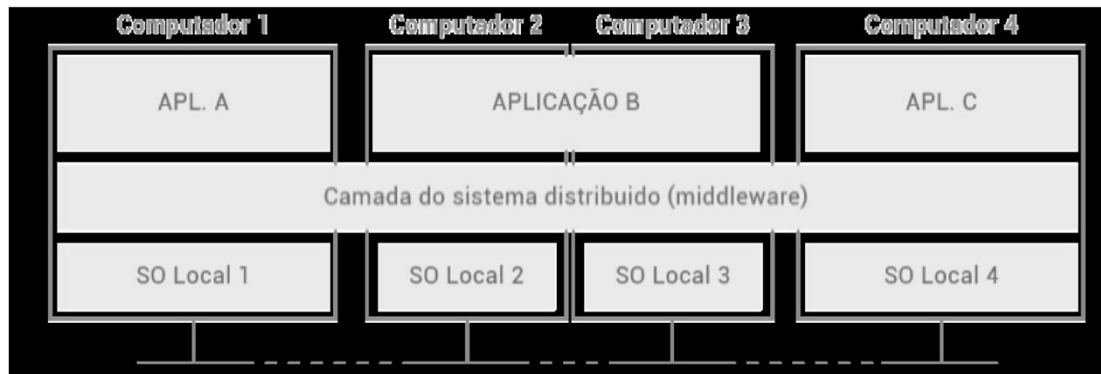 Computador 1
Computador 2
Computador 3
Computador 4
APL. A
APLICAÇÃO B
APL. C
Camada do sistema distribuido (middleware)
SO Local 1
SO Local 2
SO Local 3
SO Local 4